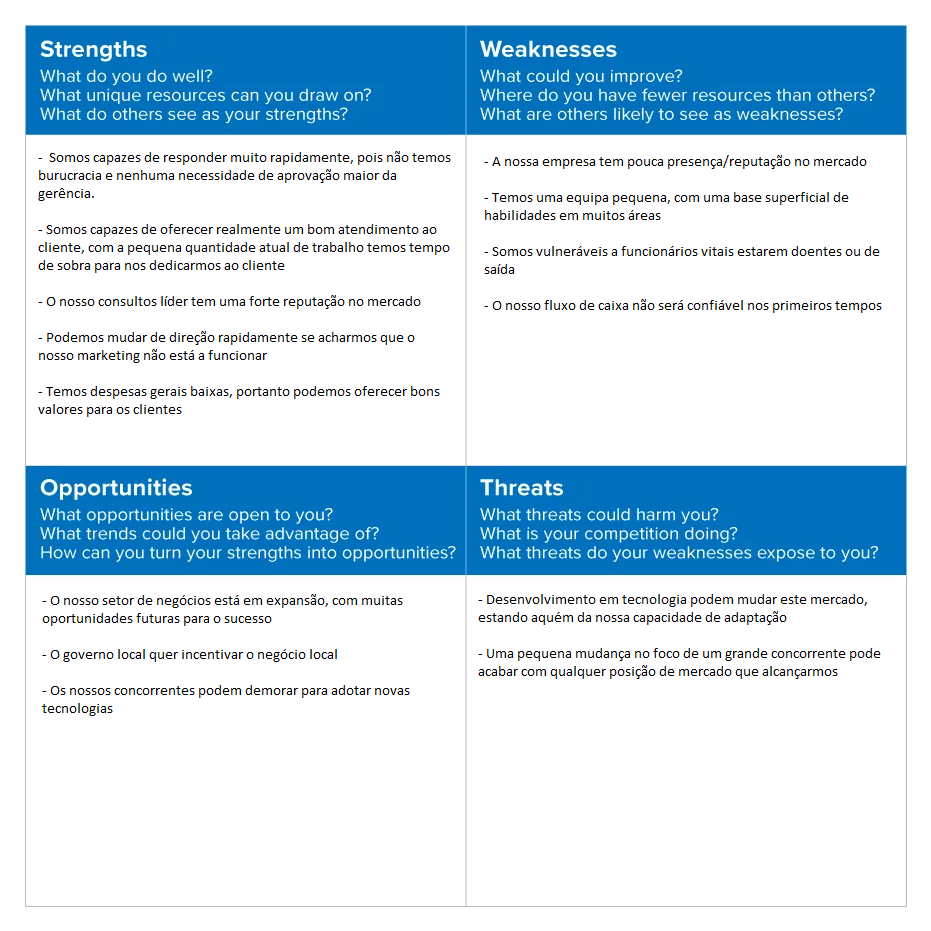 Strengths
What do you do well?
What unique resources can you draw on?
What do others see as your strengths?
-  Somos capazes de responder muito rapidamente, pois não temos
burucracia e nenhuma necessidade de aprovação maior da
gerência.
- Somos capazes de oferecer realmente um bom atendimento ao
cliente, com a pequena quantidade atual de trabalho temos tempo
de sobra para nos dedicarmos ao cliente
- O nosso consultos líder tem uma forte reputação no mercado
- Podemos mudar de direção rapidamente se acharmos que o
nosso marketing não está a funcionar
- Temos despesas gerais baixas, portanto podemos oferecer bons
valores para os clientes
Weaknesses
What could you improve?
Where do you have fewer resources than others?
What are others likely to see as weaknesses?
- A nossa empresa tem pouca presença/reputação no mercado
- Temos uma equipa pequena, com uma base superficial de
habilidades em muitos áreas
- Somos vulneráveis a funcionários vitais estarem doentes ou de
saída
- O nosso fluxo de caixa não será confiável nos primeiros tempos
Opportunities
What opportunities are open to you?
What trends could you take advantage of?
How can you turn your strengths into opportunities?
- O nosso setor de negócios está em expansão, com muitas
oportunidades futuras para o sucesso
- O governo local quer incentivar o negócio local
- Os nossos concorrentes podem demorar para adotar novas
tecnologias
Threats
What threats could harm you?
What is your competition doing?
What threats do your weaknesses expose to you?
- Desenvolvimento em tecnologia podem mudar este mercado,
estando aquém da nossa capacidade de adaptação
- Uma pequena mudança no foco de um grande concorrente pode
acabar com qualquer posição de mercado que alcançarmos